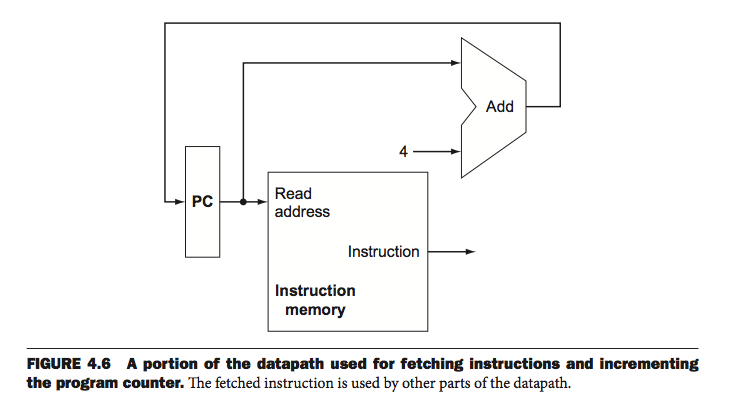 Add
4
PC
Read
address
Instruction
Instruction
memory
FIGURE 4.6 A portion of the datapath used for fetching instructions and incrementing
the program counter. The fetched instruction is used by other parts of the datapath.